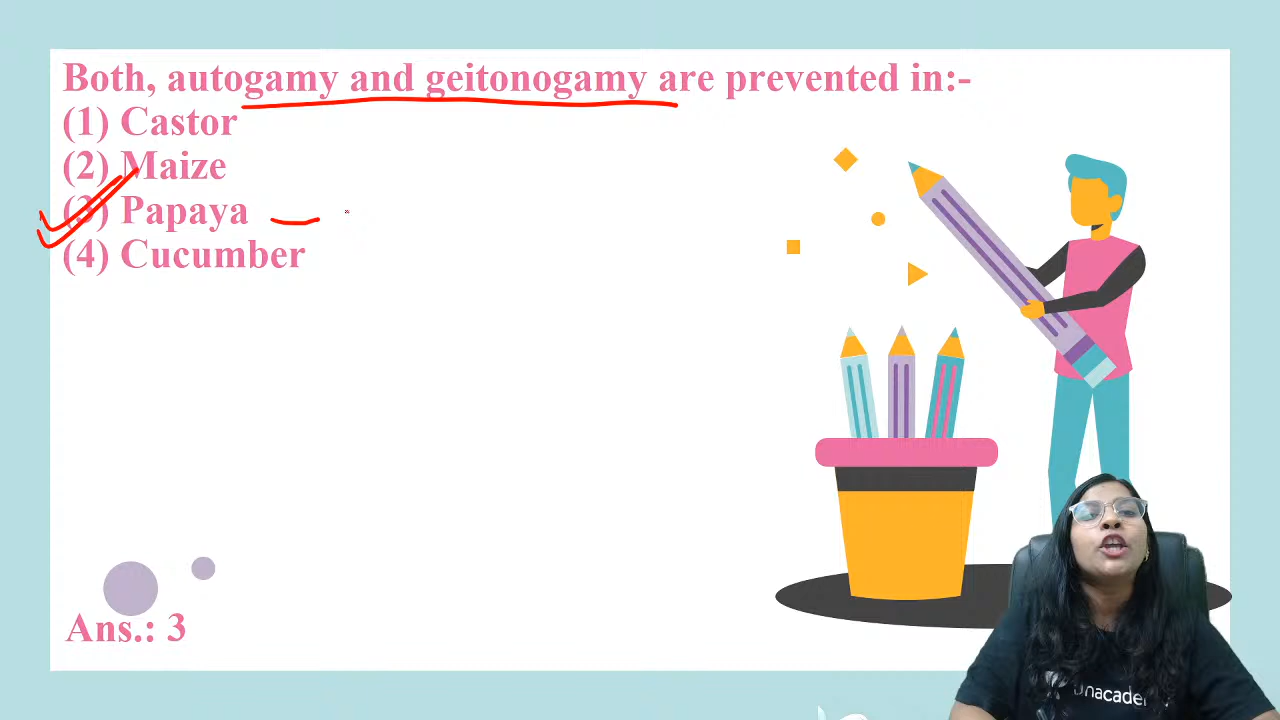 Both, autogamy and geitonogamy are prevented in:-
(1) Castor
(2) Maize
(3) Papaya
(4) Cucumber
Ans.: 3